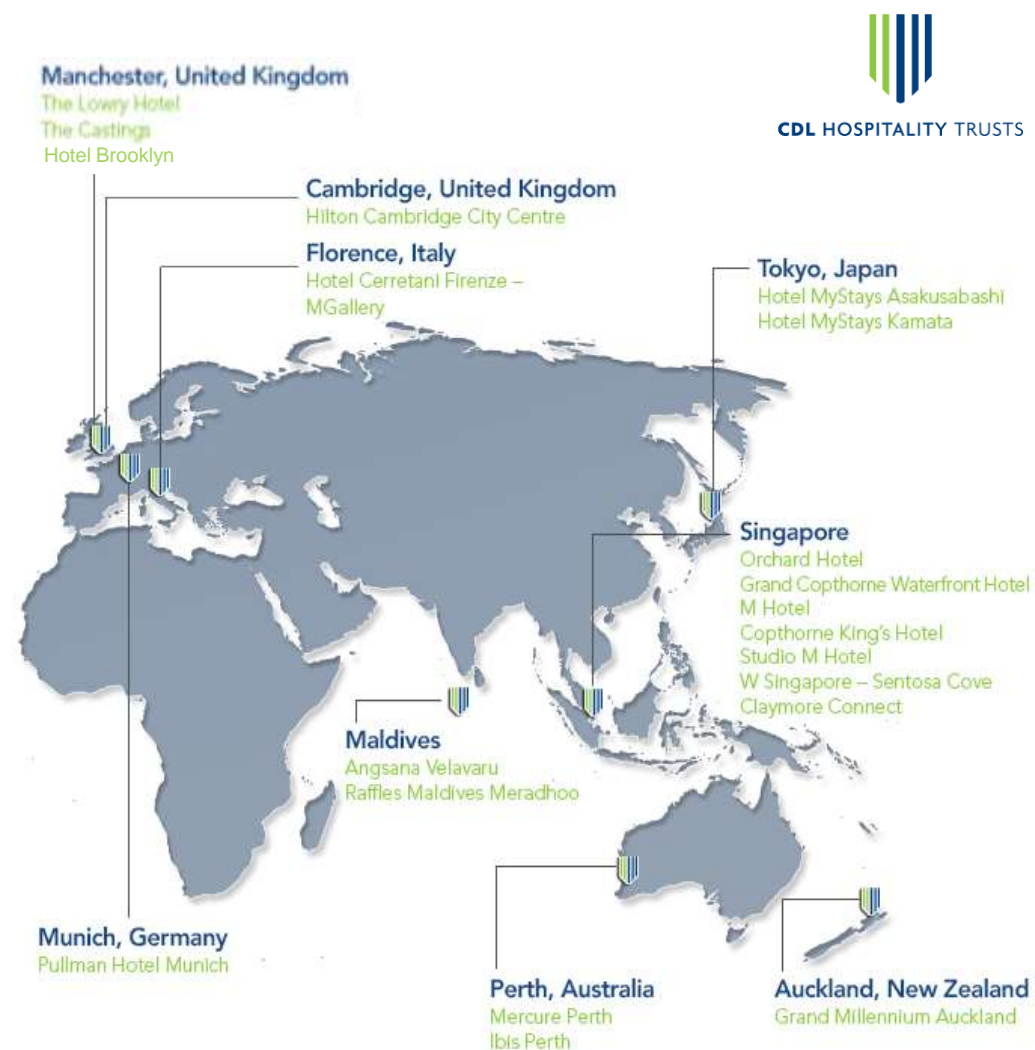 CDL HOSPITALITY TRUSTS
Manchester, United Kingdom
The Lowry Hotel
The Castings
Hotel Brooklyn
Cambridge, United Kingdom
Hilton Cambridge City Centre
Florence, Italy
Hotel Cerretani Firenze –
MGallery
Tokyo, Japan
Hotel MyStays Asakusabashi
Hotel MyStays Kamata
Singapore
Orchard Hotel
Grand Copthorne Waterfront Hotel
M Hotel
Copthorne King's Hotel
Studio M Hotel
W Singapore – Sentosa Cove
Claymore Connect
Maldives
Angsana Velavaru
Raffles Maldives Meradhoo
Munich, Germany
Pullman Hotel Munich
Perth, Australia
Mercure Perth
Ibis Perth
Auckland, New Zealand
Grand Millennium Auckland